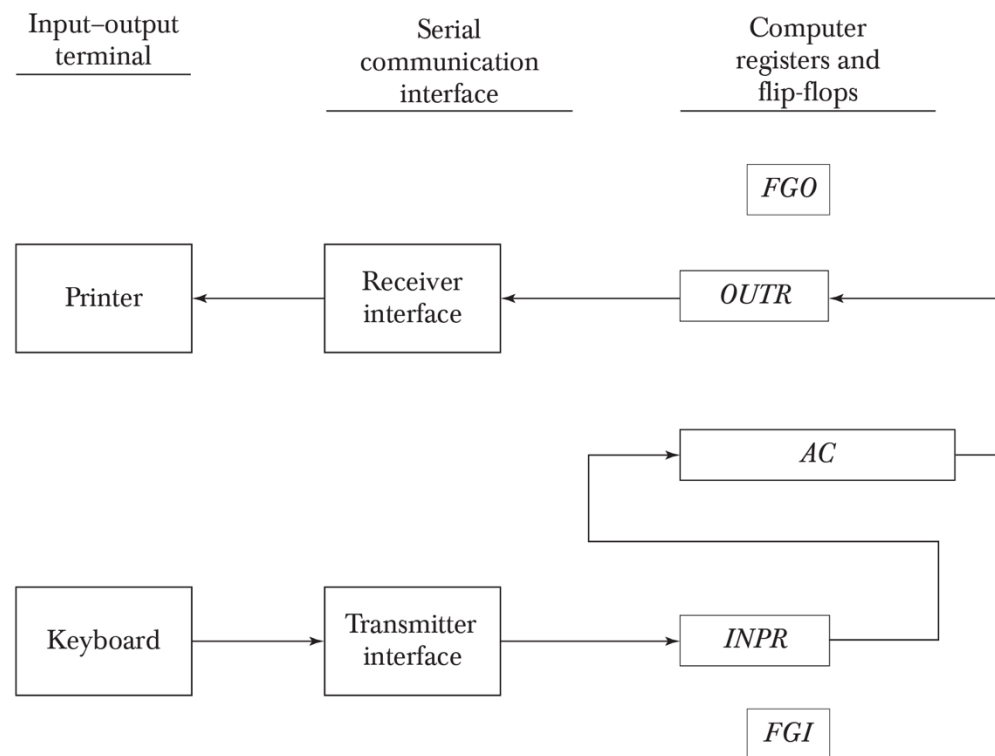 Input–output
terminal
Serial
communication
interface
Computer
registers and
flip-flops
FGO
Printer
Receiver
interface
OUTR
AC
Keyboard
Transmitter
interface
INPR
FGI